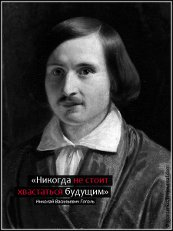 «Никогда не стоит
хвастаться будущим»
Николай Васильевич Гоголь